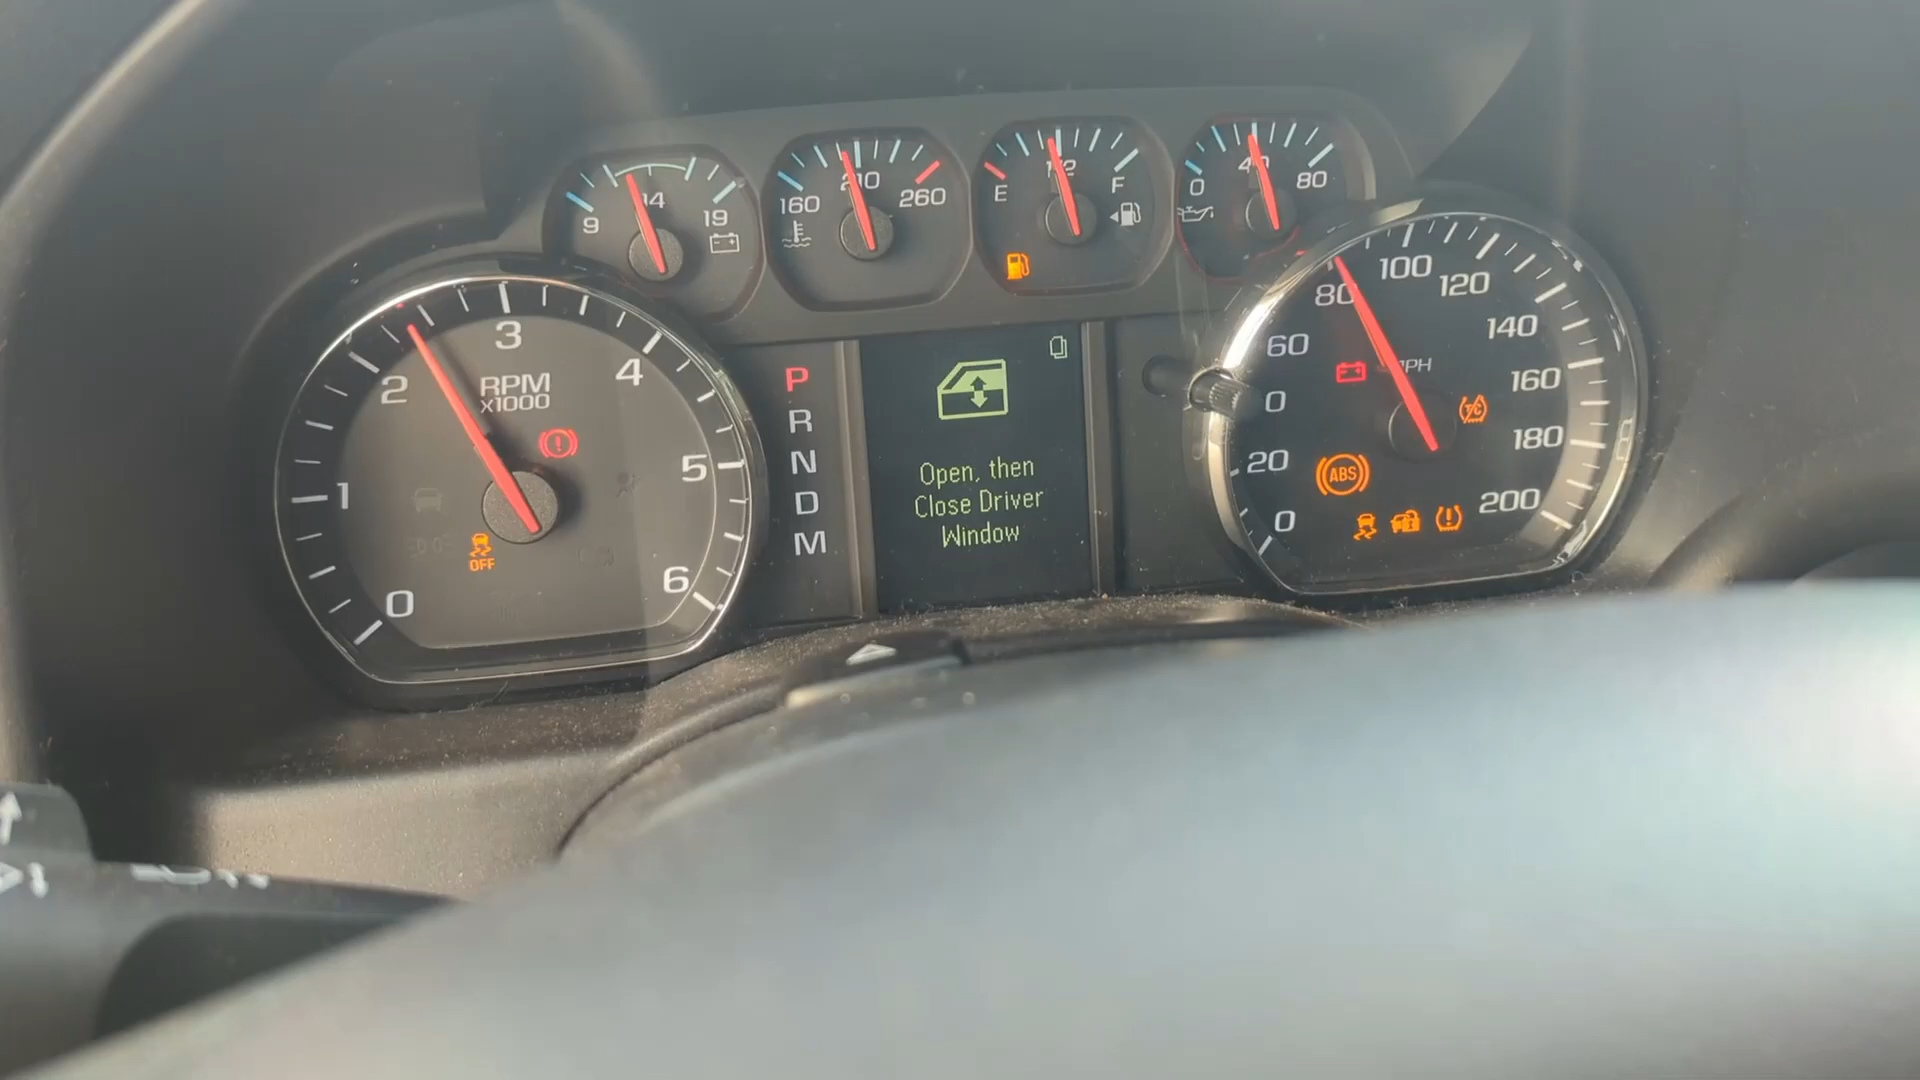 9 14 19
160 210 260
E 1/2 F
0 40 80
0 1 2 3 4 5 6
RPM
x1000
OFF
P
R
N
D
M
Open, then
Close Driver
Window
0 20 0 60 80 100 120 140 160 180 200
MPH
ABS
T/C